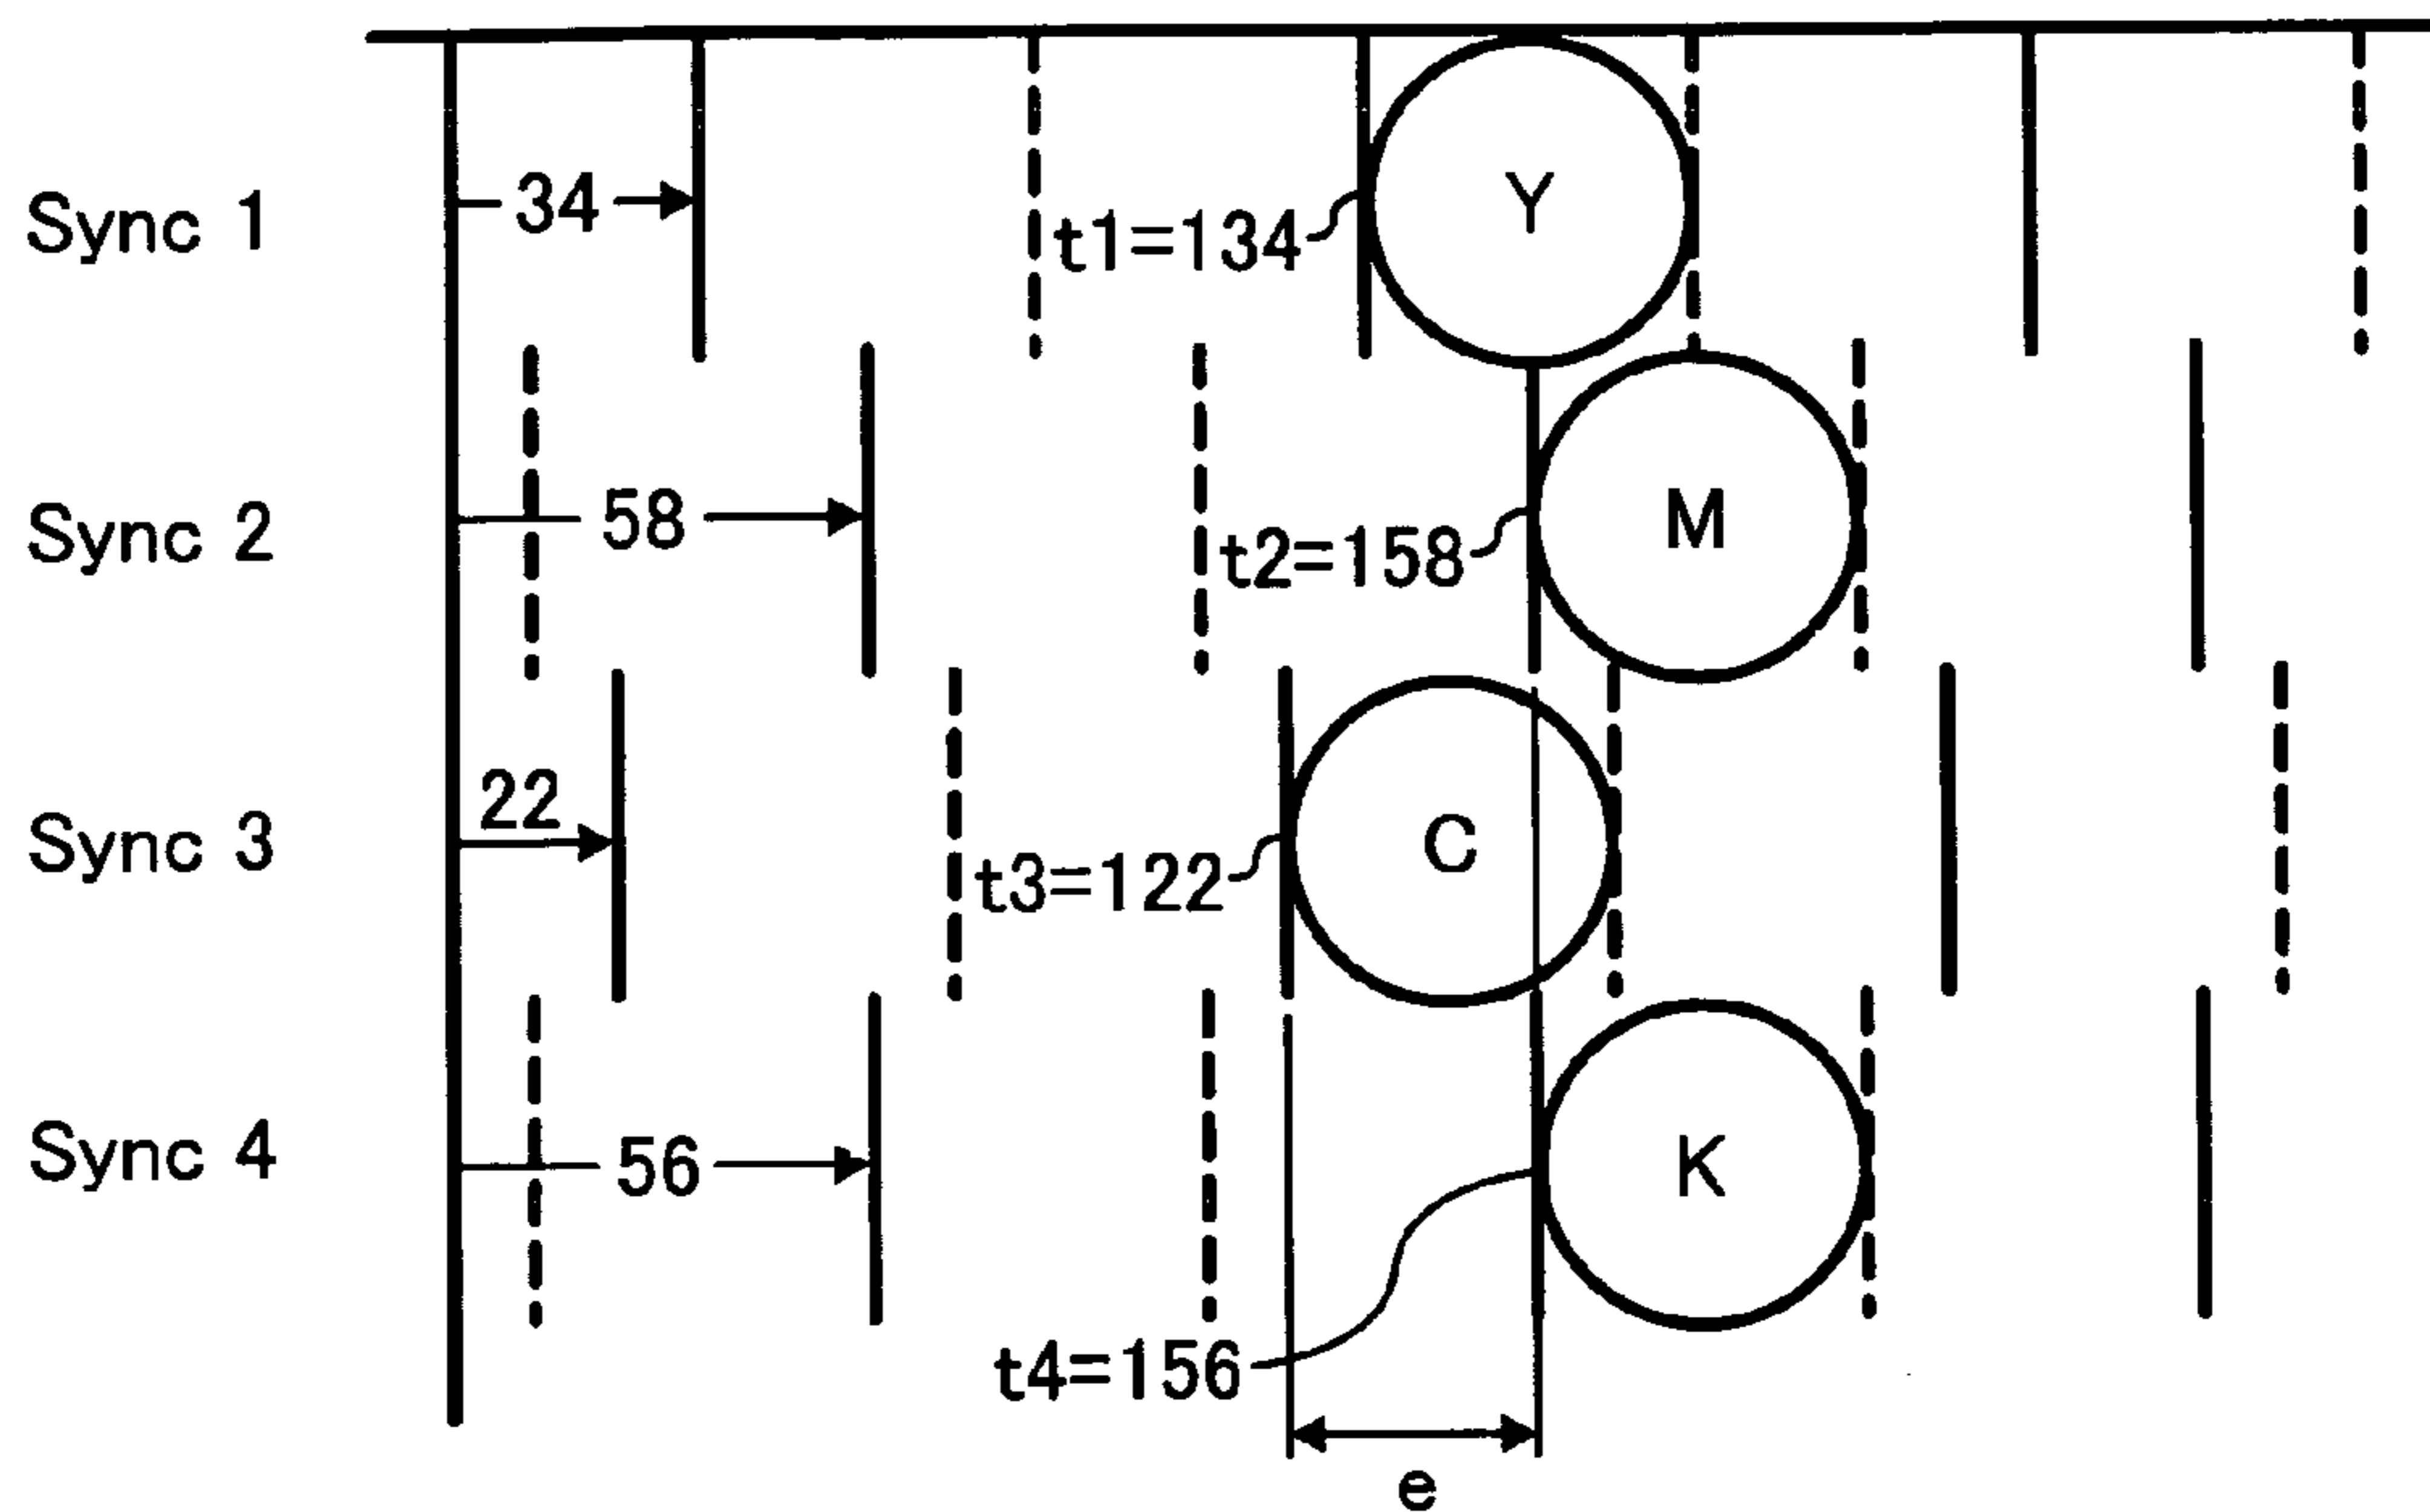 Sync 1
34
t1=134
Y
Sync 2
58
t2=158
M
Sync 3
22
t3=122
C
Sync 4
56
t4=156
K
e